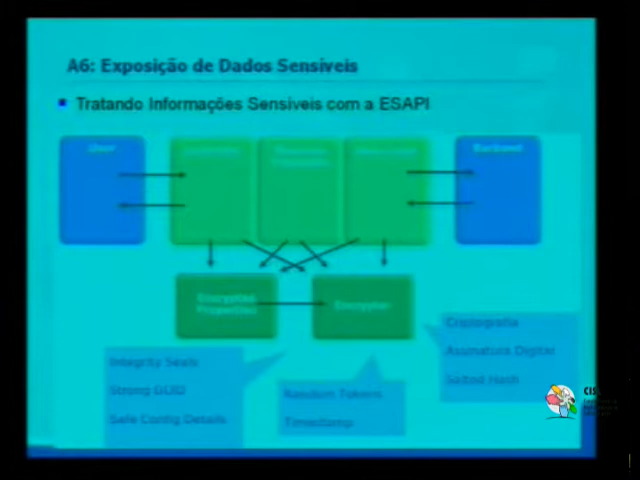 A6: Exposição de Dados Sensíveis
Tratando Informações Sensíveis com a ESAPI
User
Backend
Encrypted
Properties
Encryptor
Criptografia
Assinatura Digital
Salted Hash
Integrity Seals
Strong GUID
Safe Config Details
Random Tokens
Timestamp